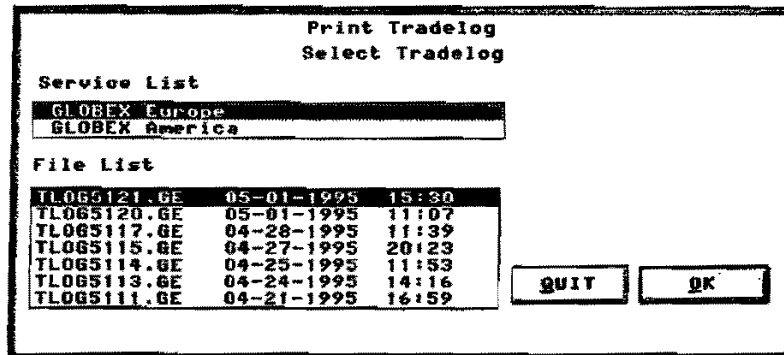 Print Tradelog
Select Tradelog
Service List
GLOBEX Europe
GLOBEX America
File List
TLOG5121.GE 05-01-1995 15:30
TLOG5120.GE 05-01-1995 11:07
TLOG5117.GE 04-28-1995 11:39
TLOG5115.GE 04-27-1995 20:23
TLOG5114.GE 04-25-1995 11:53
TLOG5113.GE 04-24-1995 14:16
TLOG5111.GE 04-21-1995 16:59
QUIT OK